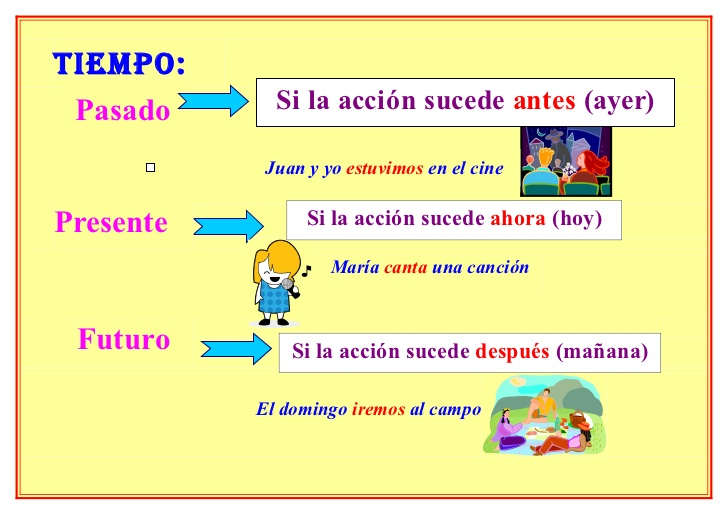 TIEMPO:
Pasado
Si la acción sucede antes (ayer)
Juan y yo estuvimos en el cine
Presente
Si la acción sucede ahora (hoy)
María canta una canción
Futuro
Si la acción sucede después (mañana)
El domingo iremos al campo